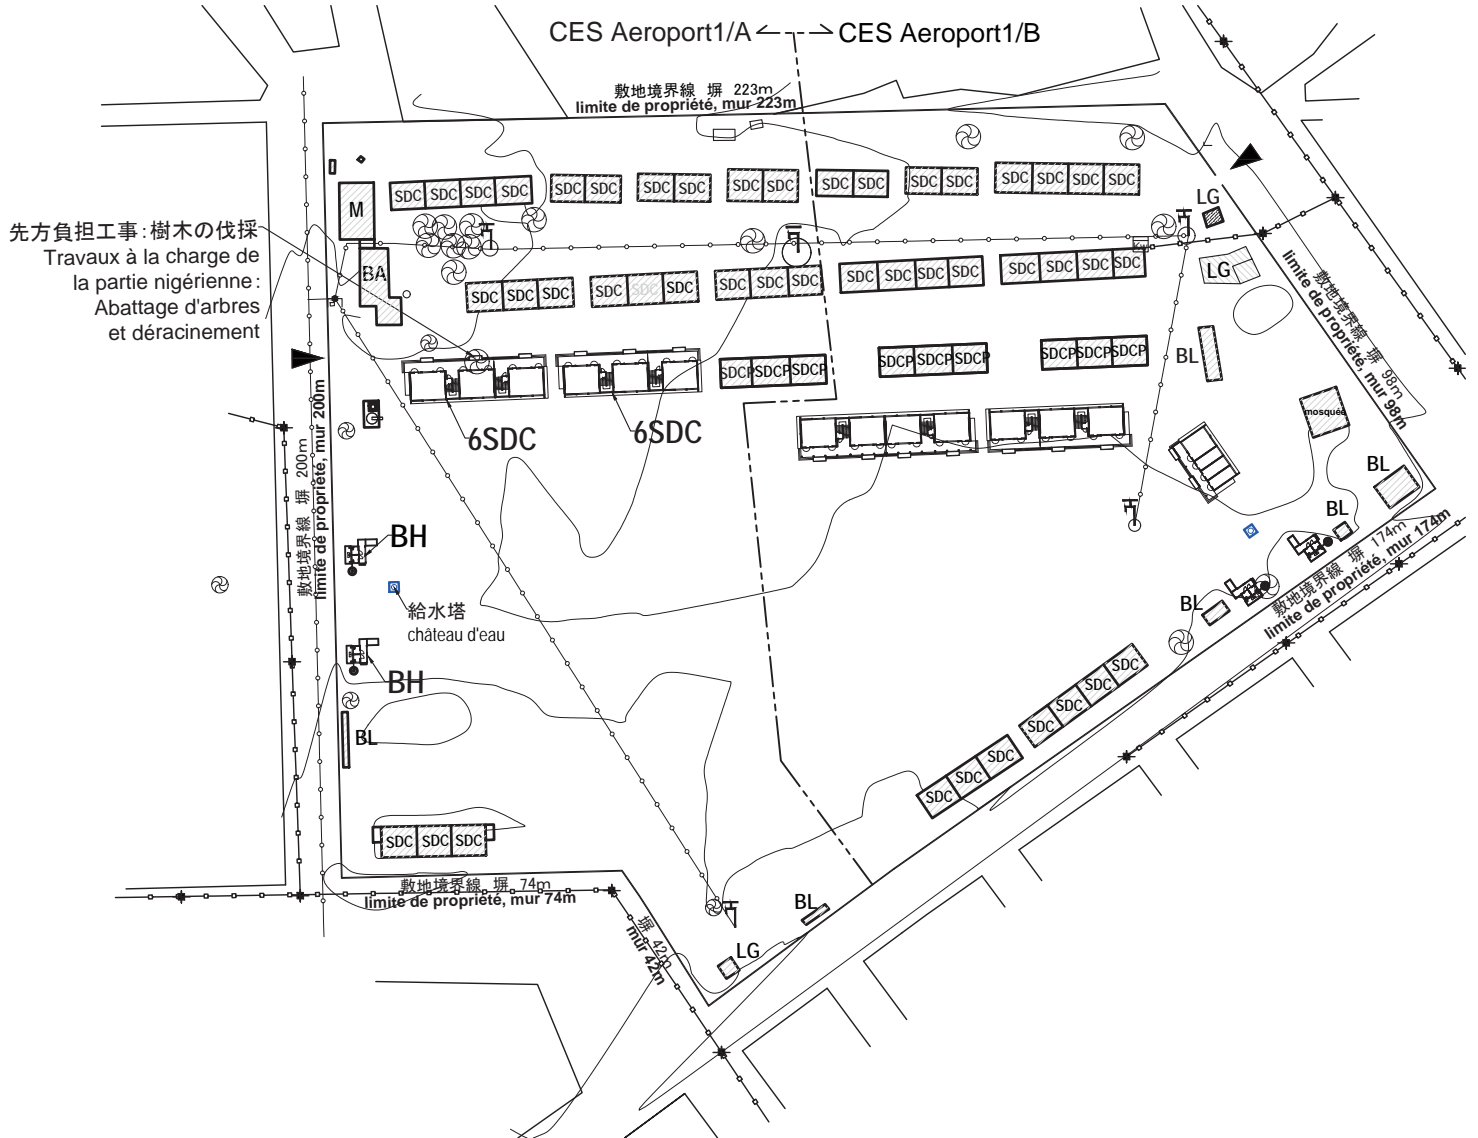 CES Aeroport1/A
CES Aeroport1/B
敷地境界線 塀 223m
limite de propriété, mur 223m
先方負担工事：樹木の伐採
Travaux à la charge de
la partie nigérienne：
Abattage d'arbres
et déracinement
M
BA
SDC SDC SDC SDC
SDC SDC
SDC SDC
SDC SDC
SDC SDC
SDC SDC
SDC SDC SDC SDC
LG
LG
SDC SDC SDC
SDC SDC SDC
SDC SDC SDC
SDC SDC SDC SDC
SDC SDC SDC SDC
敷地境界線 塀 98m
limite de propriété, mur 98m
SDCP SDCP SDCP
SDCP SDCP SDCP
SDCP SDCP SDCP
BL
6SDC
6SDC
mosquée
BL
BL
BL
敷地境界線 塀 200m
limite de propriété, mur 200m
BH
給水塔
château d'eau
BH
敷地境界線 塀 174m
limite de propriété, mur 174m
BL
SDC SDC SDC SDC
SDC SDC SDC
SDC SDC SDC
敷地境界線 塀 74m
limite de propriété, mur 74m
塀 42m
mur 42m
BL
LG